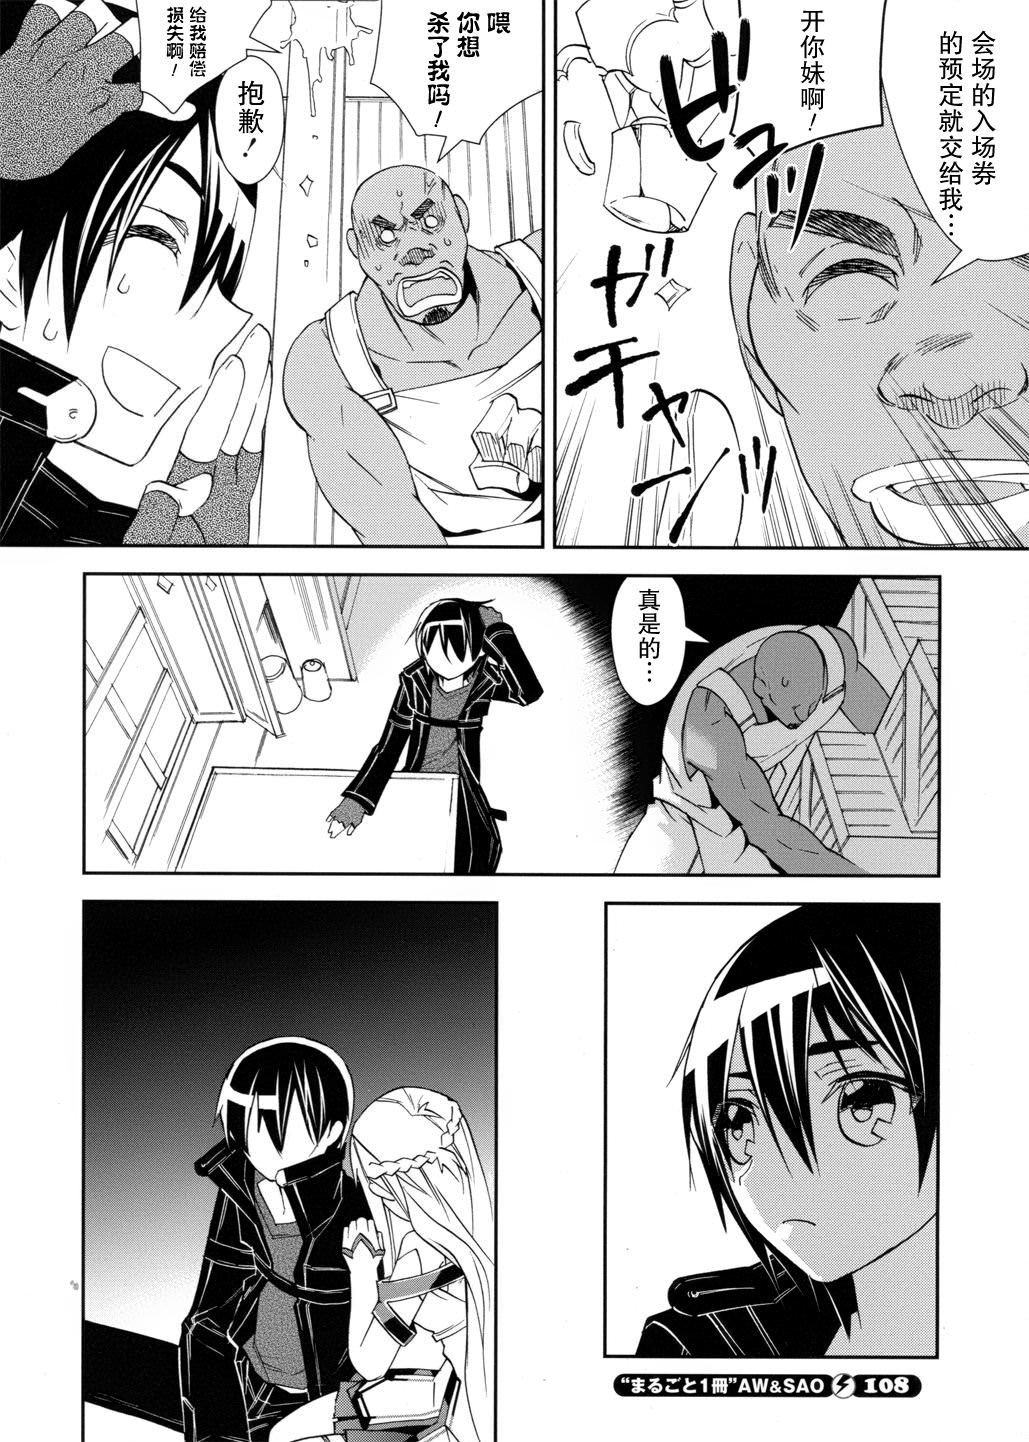 会场的入场券
的预定就交给我…
开你妹啊！
ビュッ
ガチャン
喂
你想
杀了我吗！
抱歉！
给我赔偿
损失啊！
真是的…
“まるごと1冊”AW&SAO 108